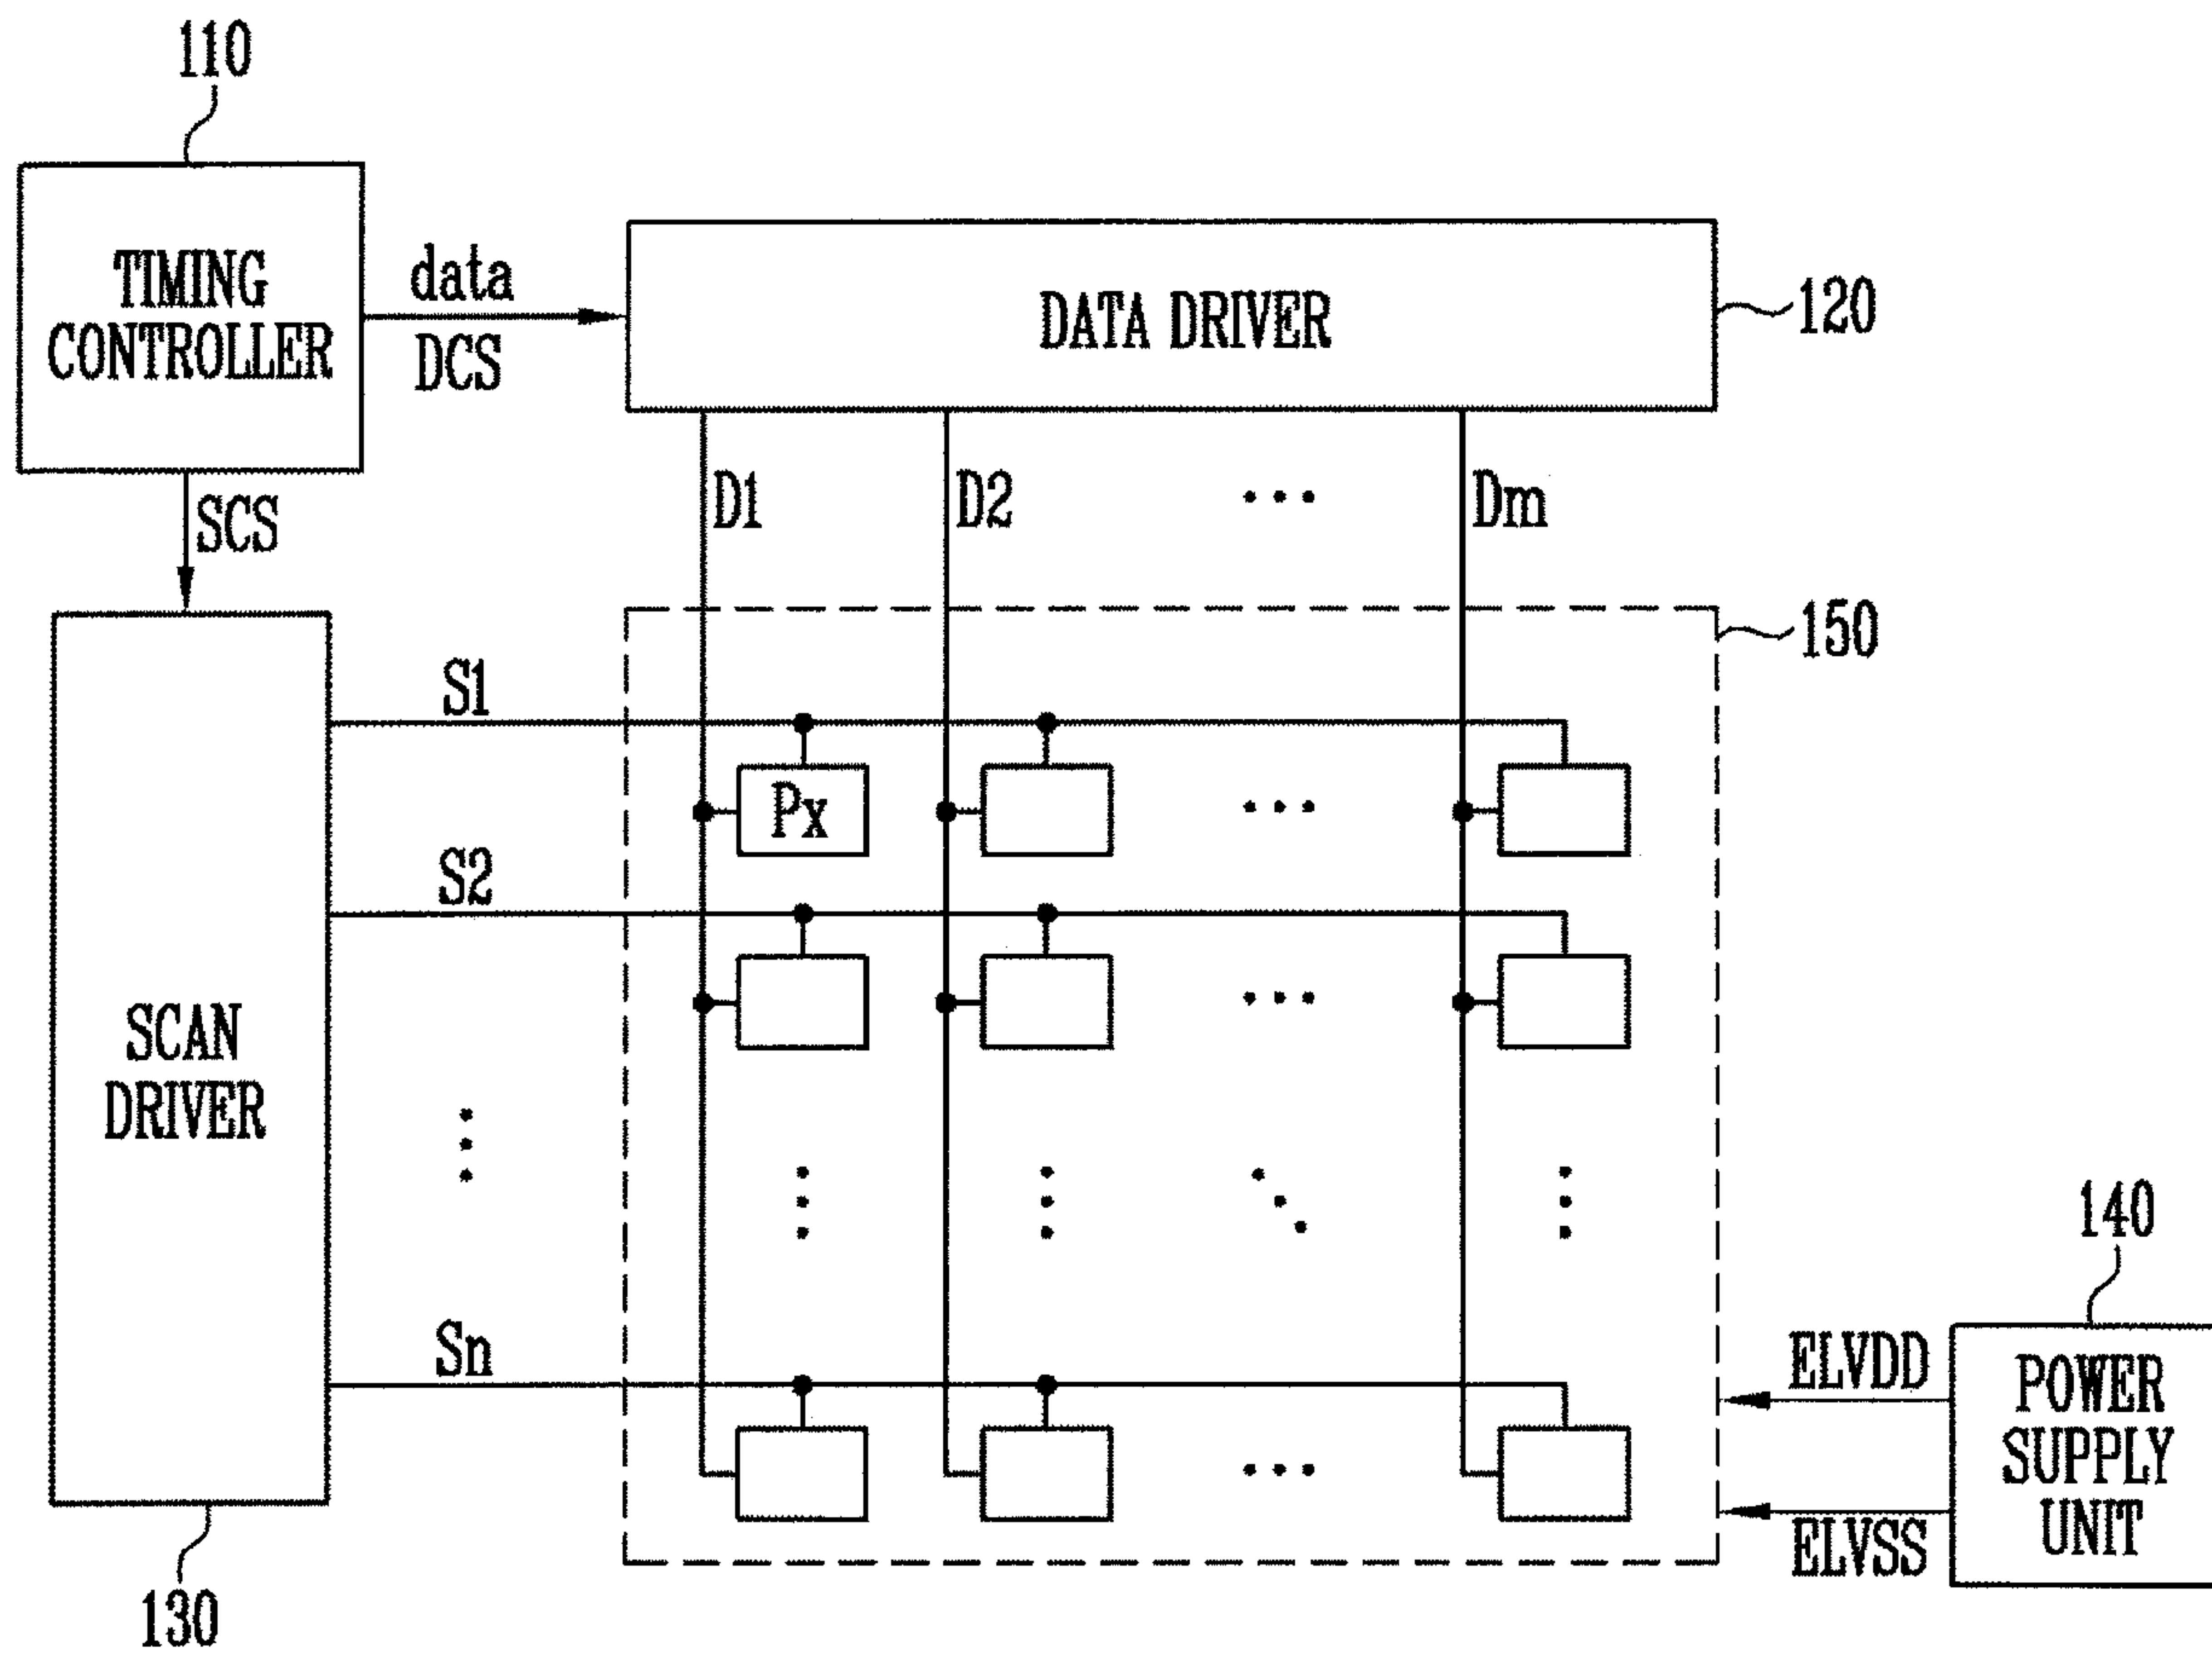 110
TIMING
CONTROLLER
data
DCS
DATA DRIVER
120
SCS
D1
D2
Dm
150
S1
Px
S2
SCAN
DRIVER
Sn
140
ELVDD
ELVSS
POWER
SUPPLY
UNIT
130